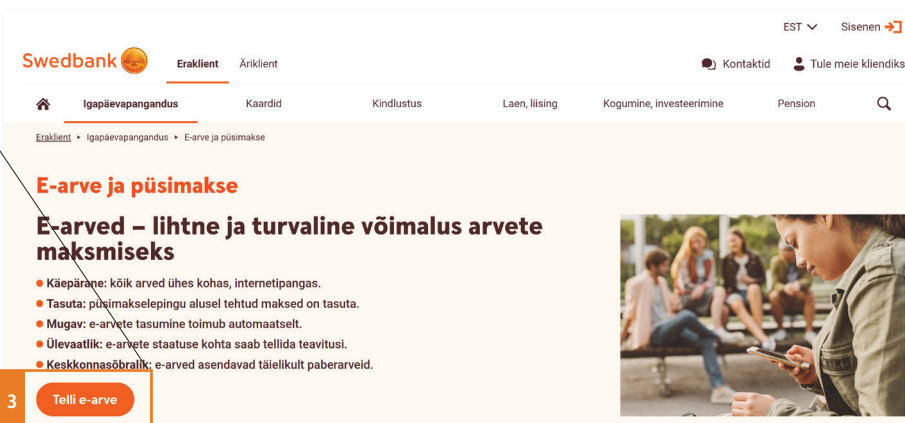 EST Sisenen
Swedbank Eraklient Äriklient Kontaktid Tule meie kliendiks
Igapäevapangandus Kaardid Kindlustus Laen, liising Kogumine, investeerimine Pension
Eraklient ▸ Igapäevapangandus ▸ E-arve ja püsimakse
E-arve ja püsimakse
E-arved – lihtne ja turvaline võimalus arvete
maksmiseks
• Käepärane: kõik arved ühes kohas, internetipangas.
• Tasuta: püsimakselepingu alusel tehtud maksed on tasuta.
• Mugav: e-arvete tasumine toimub automaatselt.
• Ülevaatlik: e-arvete staatuse kohta saab tellida teavitusi.
• Keskkonnasõbralik: e-arved asendavad täielikult paberarveid.
3 Telli e-arve